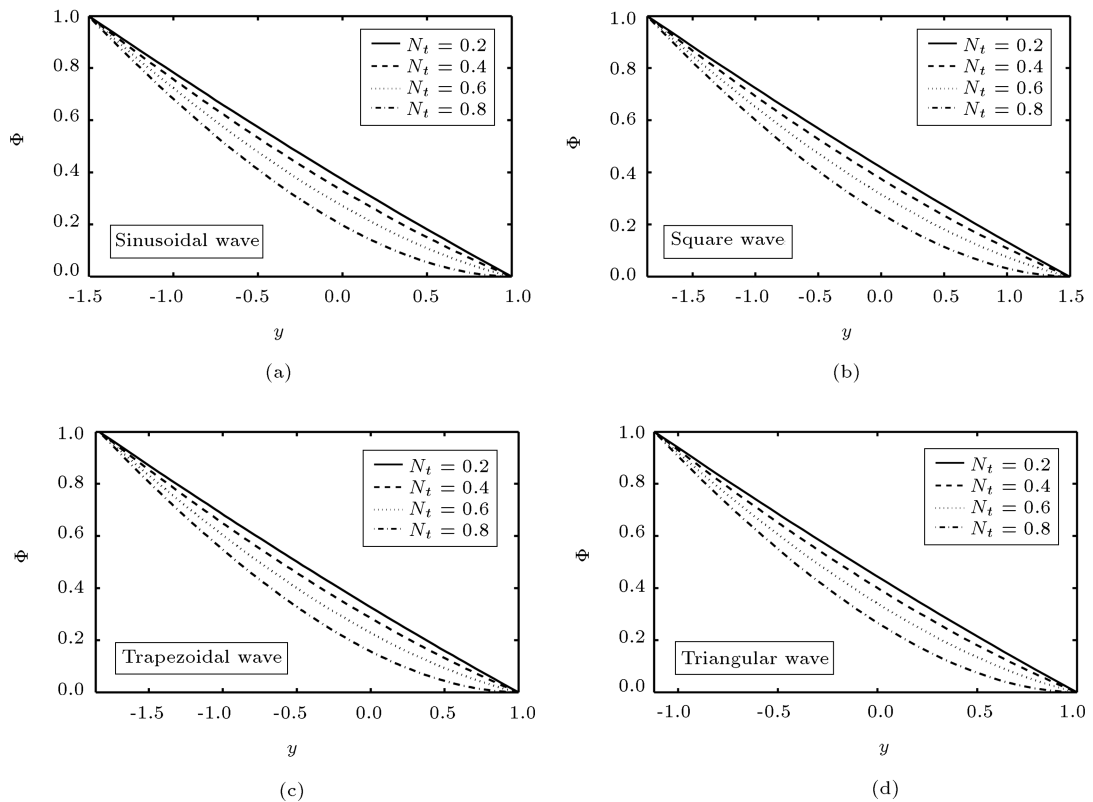 1.0
0.8
0.6
0.4
0.2
0.0
Φ
N_t = 0.2
N_t = 0.4
N_t = 0.6
N_t = 0.8
Sinusoidal wave
-1.5 -1.0 -0.5 0.0 0.5 1.0
y
(a)
1.0
0.8
0.6
0.4
0.2
0.0
Φ
N_t = 0.2
N_t = 0.4
N_t = 0.6
N_t = 0.8
Square wave
-1.5 -1.0 -0.5 0.0 0.5 1.0 1.5
y
(b)
1.0
0.8
0.6
0.4
0.2
0.0
Φ
N_t = 0.2
N_t = 0.4
N_t = 0.6
N_t = 0.8
Trapezoidal wave
-1.5 -1.0 -0.5 0.0 0.5 1.0
y
(c)
1.0
0.8
0.6
0.4
0.2
0.0
Φ
N_t = 0.2
N_t = 0.4
N_t = 0.6
N_t = 0.8
Triangular wave
-1.0 -0.5 0.0 0.5 1.0
y
(d)